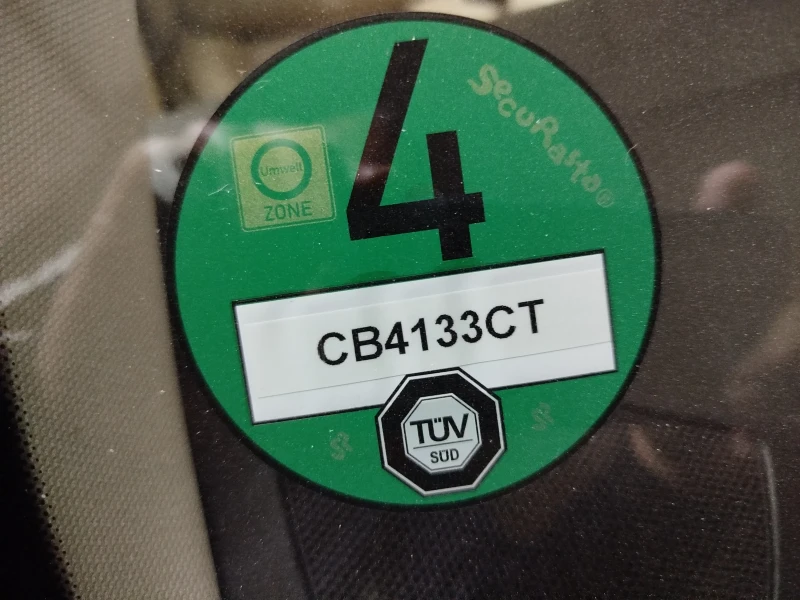 4
SecuRasta®
Umwelt
ZONE
CB4133CT
TÜV
SÜD